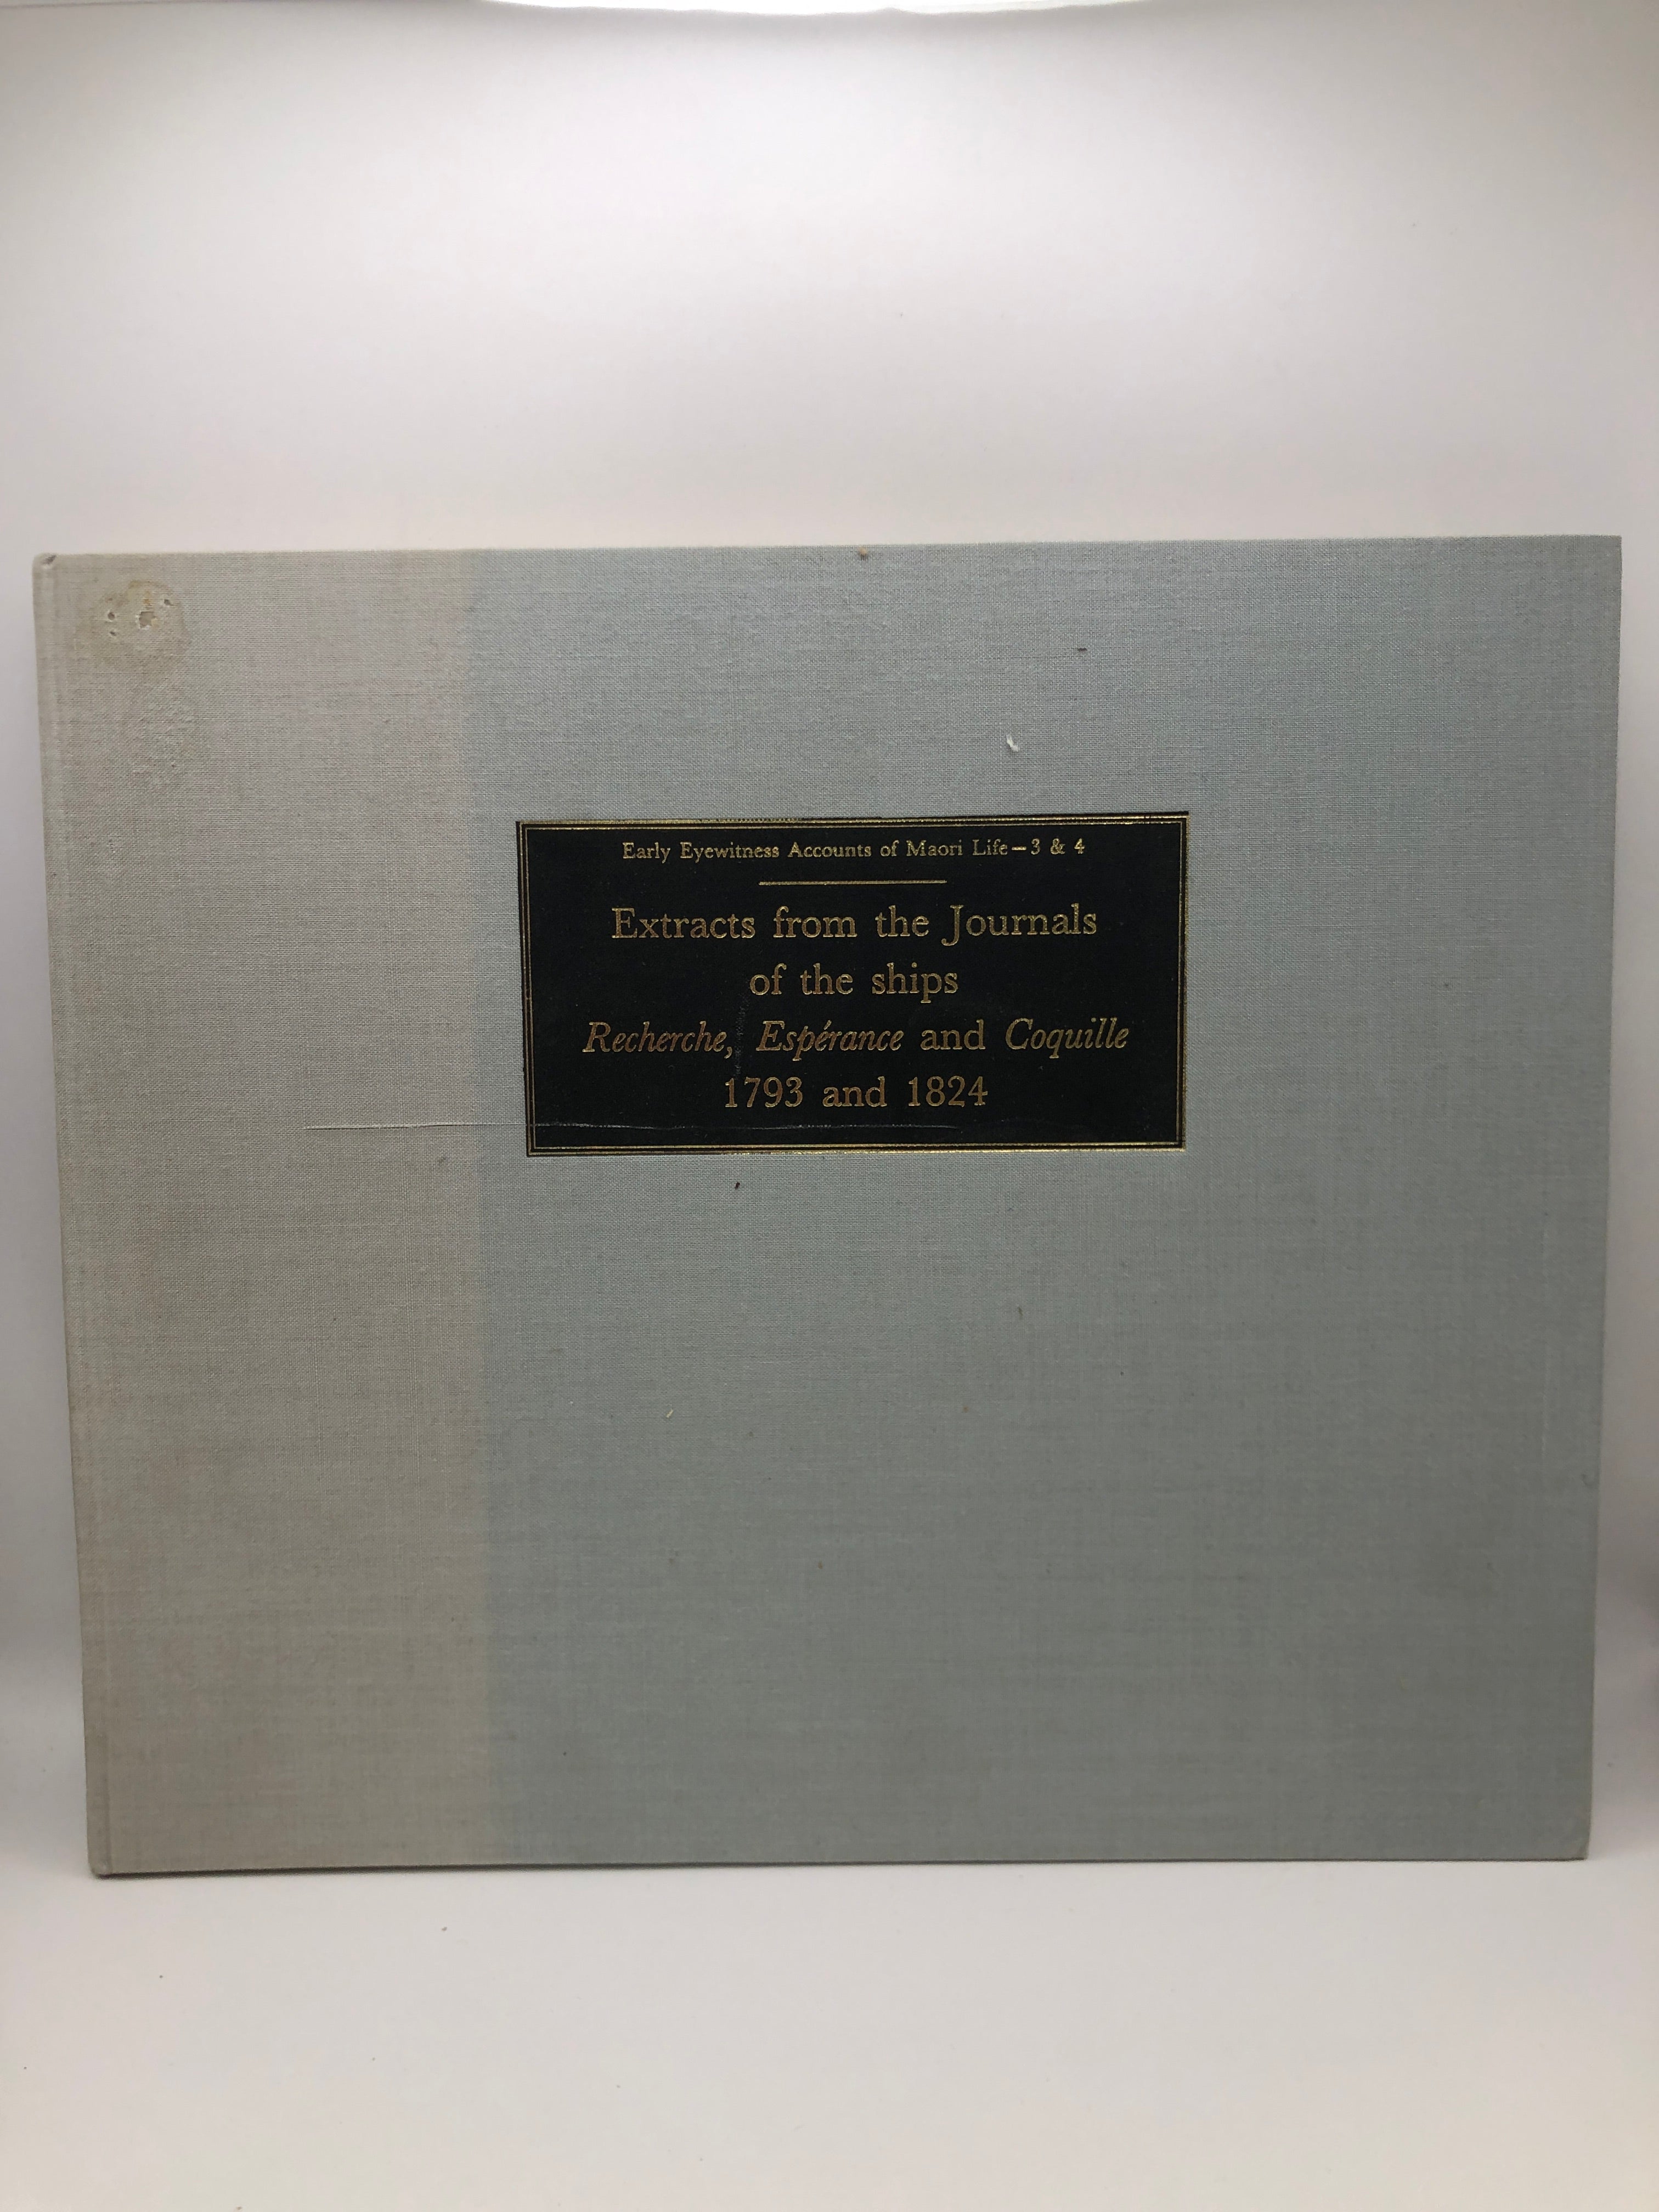 Early Eyewitness Accounts of Maori Life – 3 & 4
Extracts from the Journals
of the ships
Recherche, Espérance and Coquille
1793 and 1824